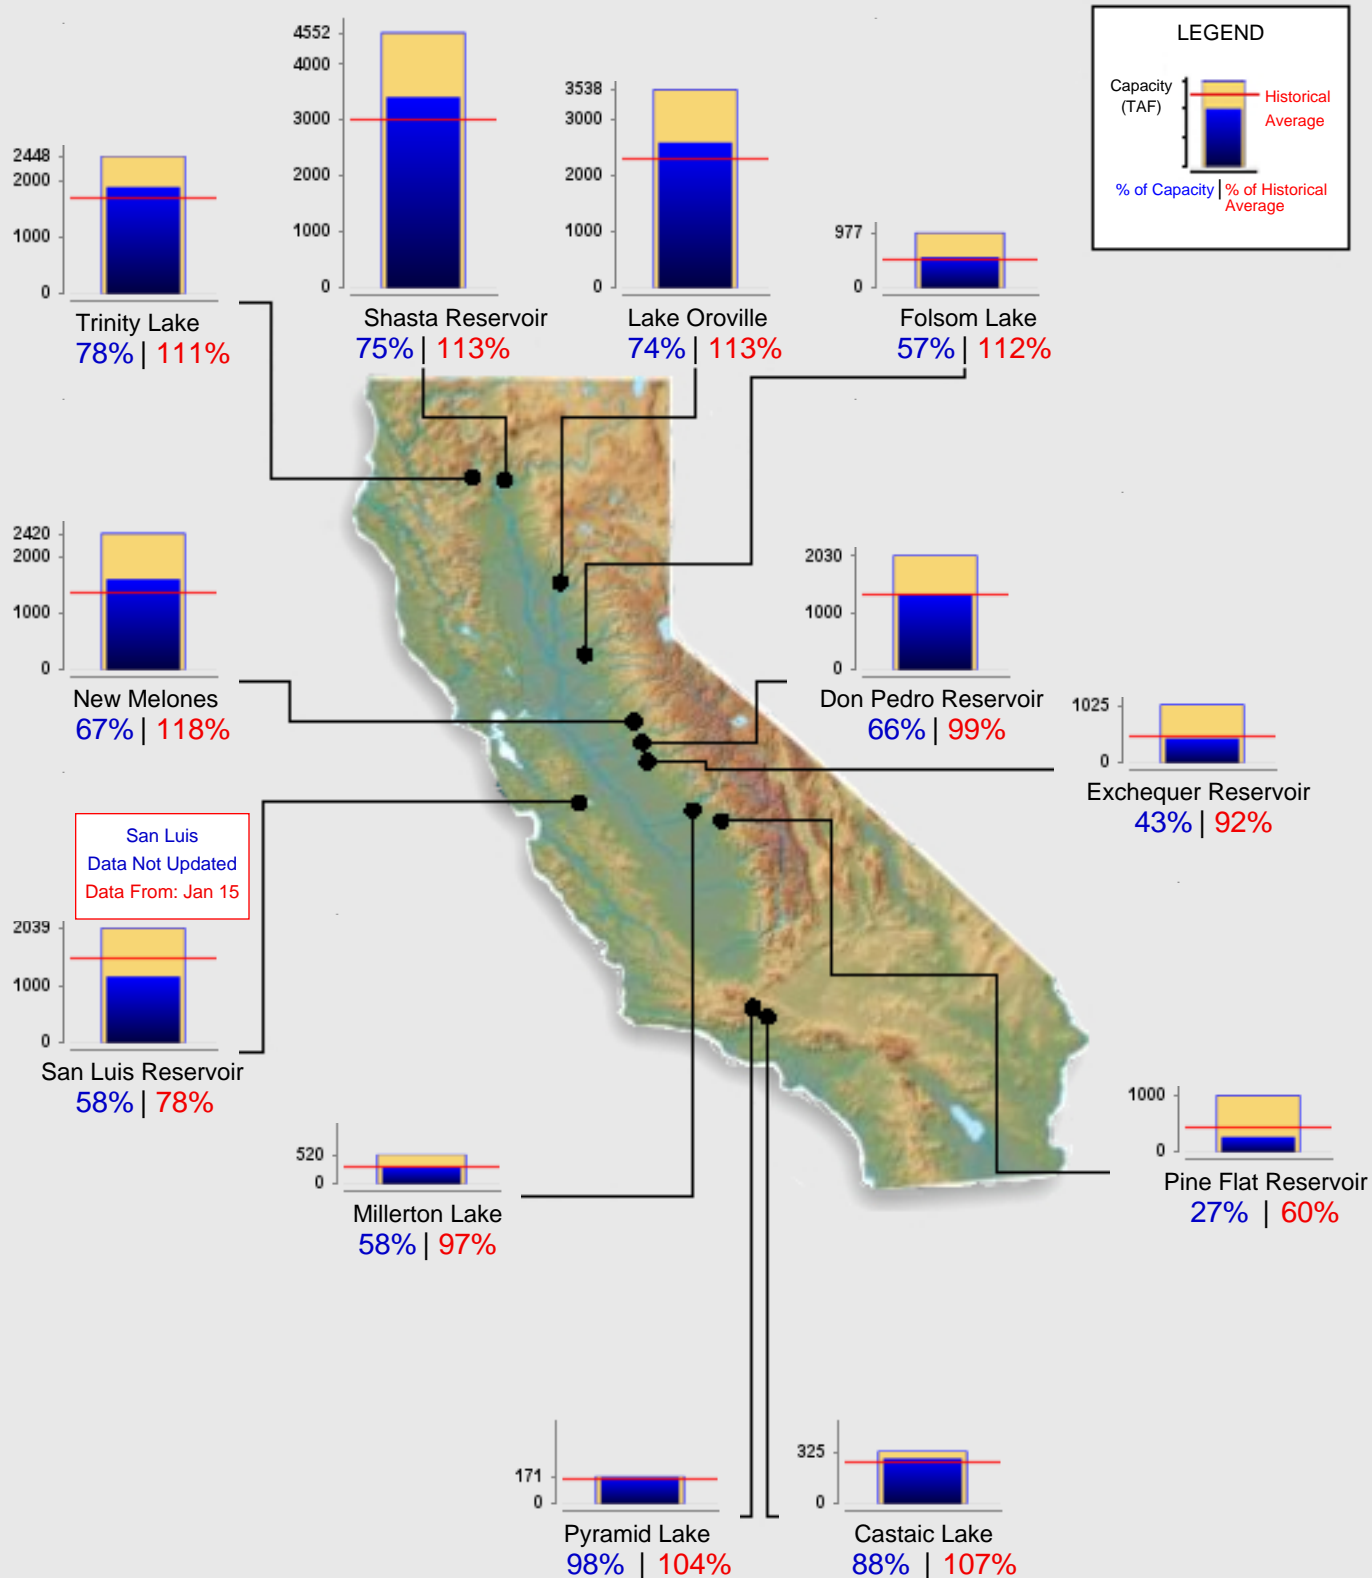 LEGEND
Capacity
(TAF)
Historical
Average
% of Capacity | % of Historical
Average
4552
4000
3000
2000
1000
0
Shasta Reservoir
75% | 113%
3538
3000
2000
1000
0
Lake Oroville
74% | 113%
2448
2000
1000
0
Trinity Lake
78% | 111%
977
0
Folsom Lake
57% | 112%
2420
2000
1000
0
New Melones
67% | 118%
2030
1000
0
Don Pedro Reservoir
66% | 99%
1025
0
Exchequer Reservoir
43% | 92%
San Luis
Data Not Updated
Data From: Jan 15
2039
1000
0
San Luis Reservoir
58% | 78%
520
0
Millerton Lake
58% | 97%
1000
0
Pine Flat Reservoir
27% | 60%
171
0
Pyramid Lake
98% | 104%
325
0
Castaic Lake
88% | 107%